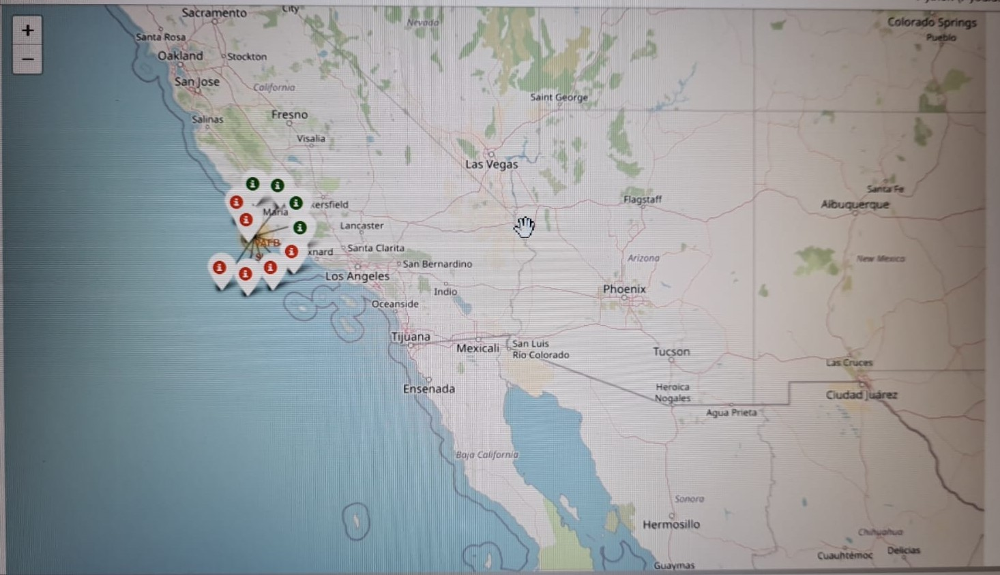 Sacramento
City
Nevada
Colorado Springs
Pueblo
Santa Rosa
Oakland
Stockton
San Jose
California
Saint George
Fresno
Salinas
Visalia
Las Vegas
Santa Fe
Flagstaff
Albuquerque
kersfield
Maria
Lancaster
VAFB
xnard
Santa Clarita
San Bernardino
Arizona
New Mexico
Los Angeles
Indio
Phoenix
Oceanside
Tijuana
Mexicali
San Luis
Río Colorado
Tucson
Las Cruces
Ensenada
Heroica
Nogales
Ciudad Juárez
Agua Prieta
Baja California
Sonora
Hermosillo
Chihuahua
Cuauhtémoc
Delicias
Guaymas